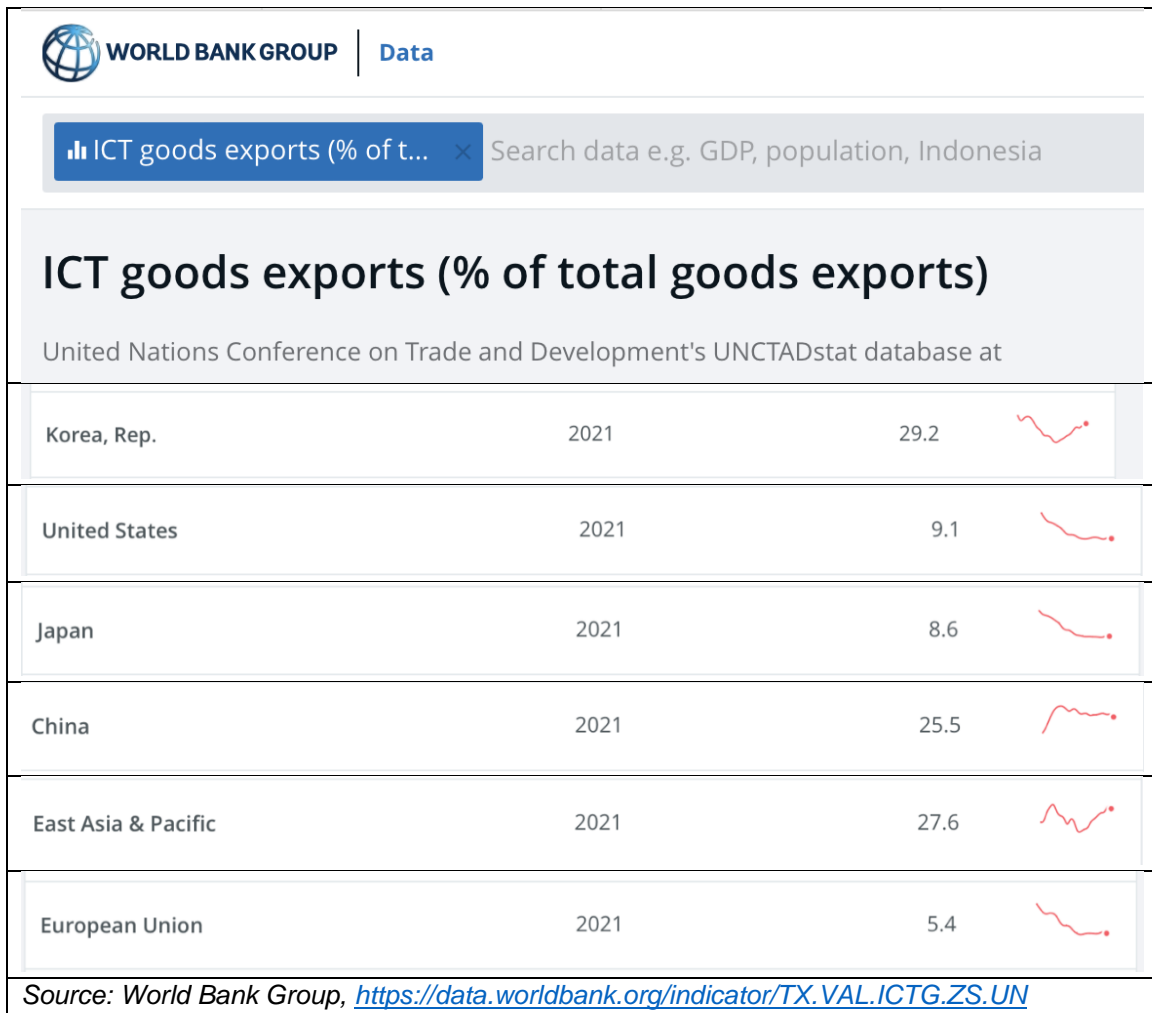 WORLD BANK GROUP Data
ICT goods exports (% of t... × Search data e.g. GDP, population, Indonesia
ICT goods exports (% of total goods exports)
United Nations Conference on Trade and Development's UNCTADstat database at
Korea, Rep. 2021 29.2
United States 2021 9.1
Japan 2021 8.6
China 2021 25.5
East Asia & Pacific 2021 27.6
European Union 2021 5.4
Source: World Bank Group, https://data.worldbank.org/indicator/TX.VAL.ICTG.ZS.UN